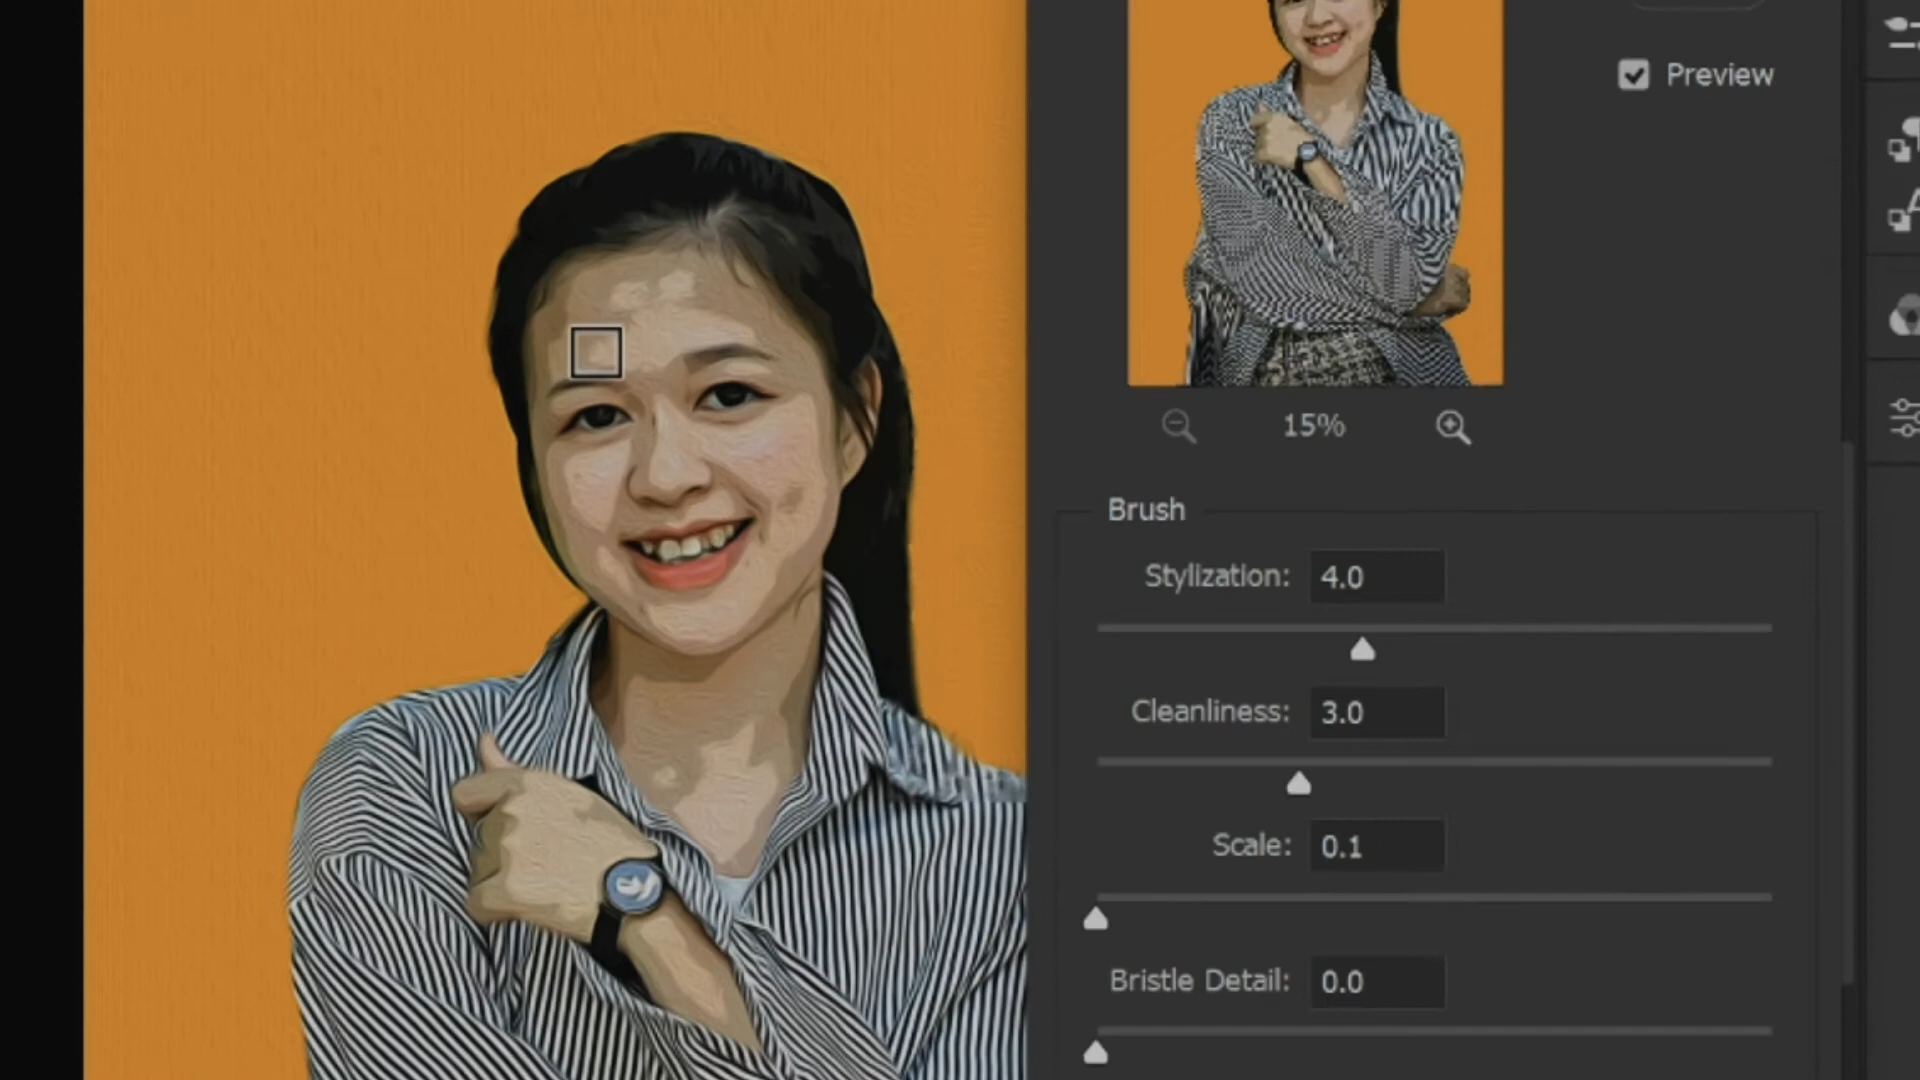 Preview
15%
Brush
Stylization: 4.0
Cleanliness: 3.0
Scale: 0.1
Bristle Detail: 0.0